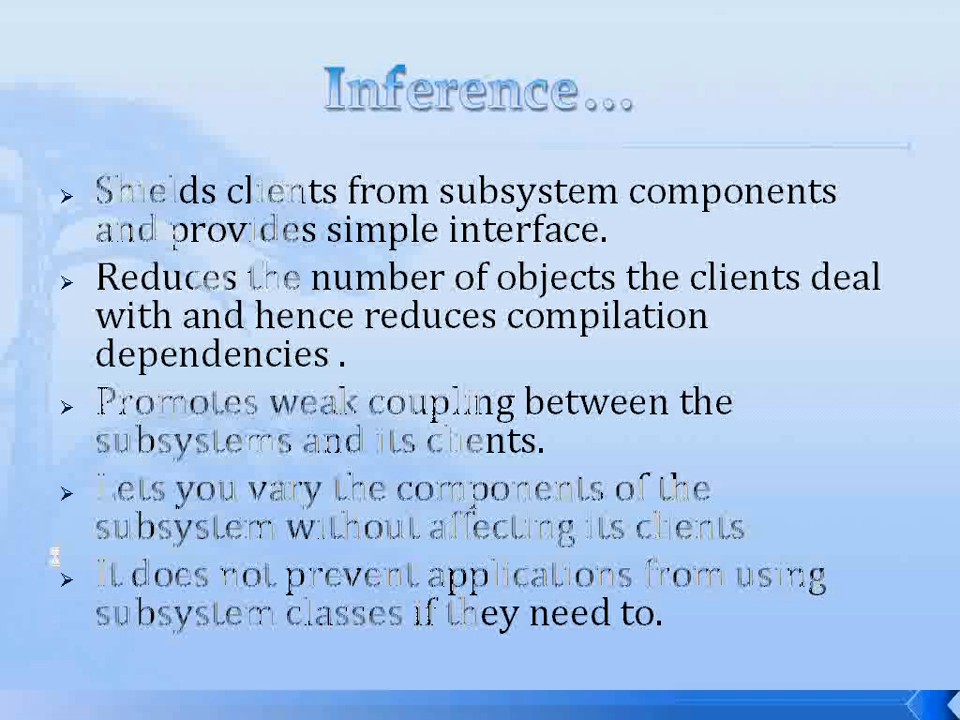 Inference...
Shields clients from subsystem components
and provides simple interface.
Reduces the number of objects the clients deal
with and hence reduces compilation
dependencies .
Promotes weak coupling between the
subsystems and its clients.
Lets you vary the components of the
subsystem without affecting its clients
It does not prevent applications from using
subsystem classes if they need to.